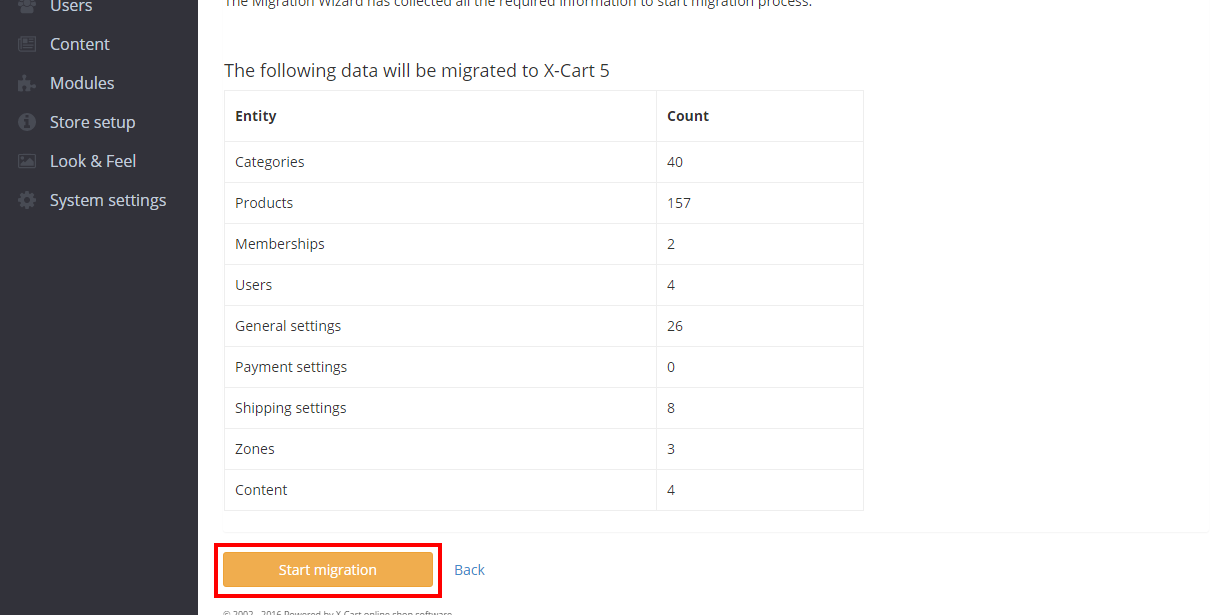 Users
Content
Modules
Store setup
Look & Feel
System settings
The Migration Wizard has collected all the required information to start migration process.
The following data will be migrated to X-Cart 5
Entity Count
Categories 40
Products 157
Memberships 2
Users 4
General settings 26
Payment settings 0
Shipping settings 8
Zones 3
Content 4
Start migration Back
© 2002 - 2016 Powered by X-Cart online shop software